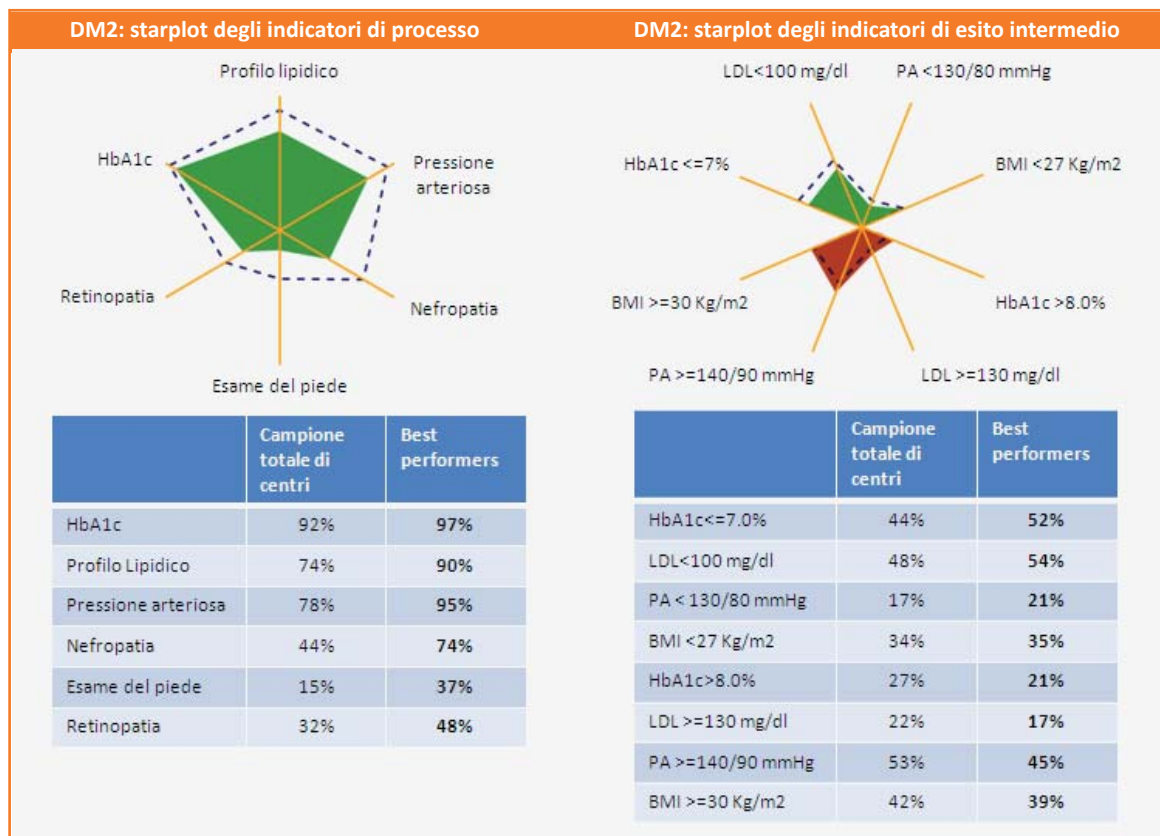 DM2: starplot degli indicatori di processo
Profilo lipidico
HbA1c
Pressione
arteriosa
Retinopatia
Nefropatia
Esame del piede
Campione
totale di
centri
Best
performers
HbA1c 92% 97%
Profilo Lipidico 74% 90%
Pressione arteriosa 78% 95%
Nefropatia 44% 74%
Esame del piede 15% 37%
Retinopatia 32% 48%
DM2: starplot degli indicatori di esito intermedio
LDL<100 mg/dl
PA <130/80 mmHg
HbA1c <=7%
BMI <27 Kg/m2
BMI >=30 Kg/m2
HbA1c >8.0%
PA >=140/90 mmHg
LDL >=130 mg/dl
Campione
totale di
centri
Best
performers
HbA1c<=7.0% 44% 52%
LDL<100 mg/dl 48% 54%
PA < 130/80 mmHg 17% 21%
BMI <27 Kg/m2 34% 35%
HbA1c>8.0% 27% 21%
LDL >=130 mg/dl 22% 17%
PA >=140/90 mmHg 53% 45%
BMI >=30 Kg/m2 42% 39%